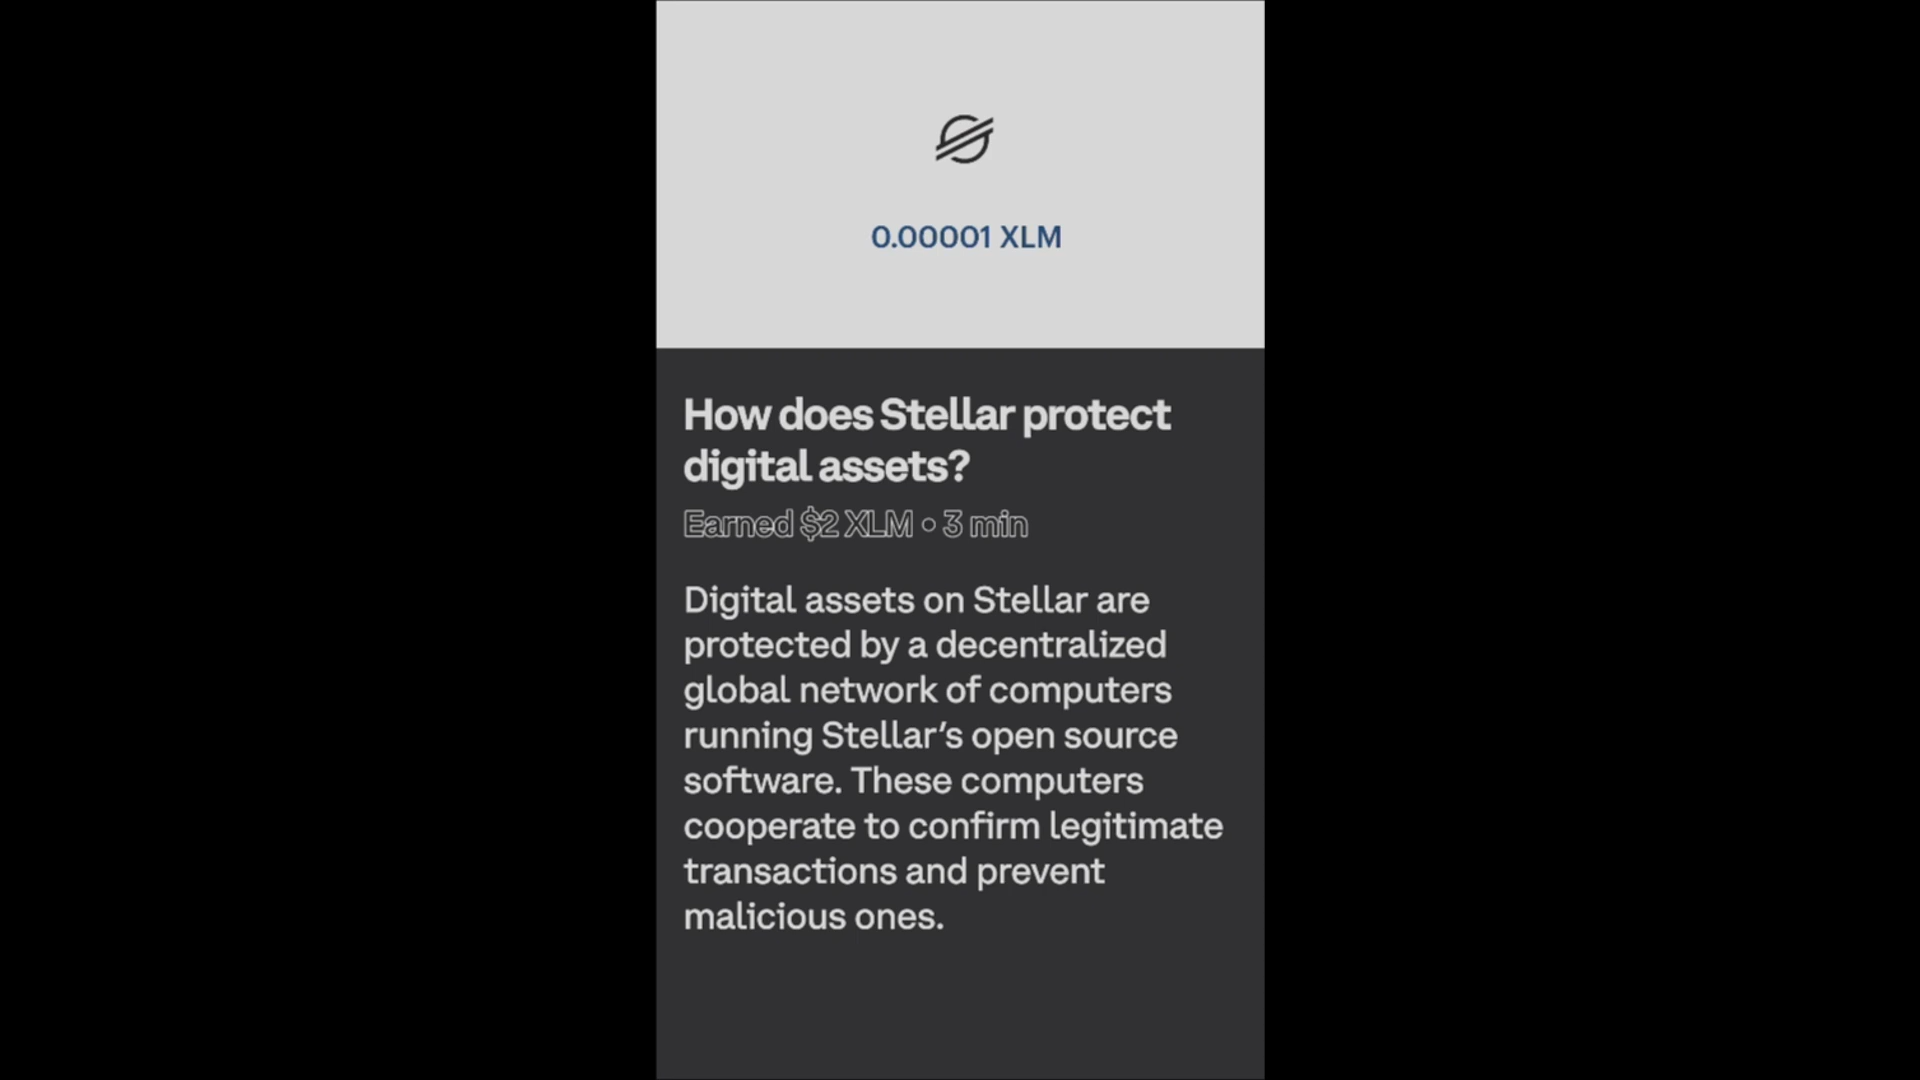 0.00001 XLM
How does Stellar protect
digital assets?
Earned $2 XLM • 3 min
Digital assets on Stellar are
protected by a decentralized
global network of computers
running Stellar’s open source
software. These computers
cooperate to confirm legitimate
transactions and prevent
malicious ones.